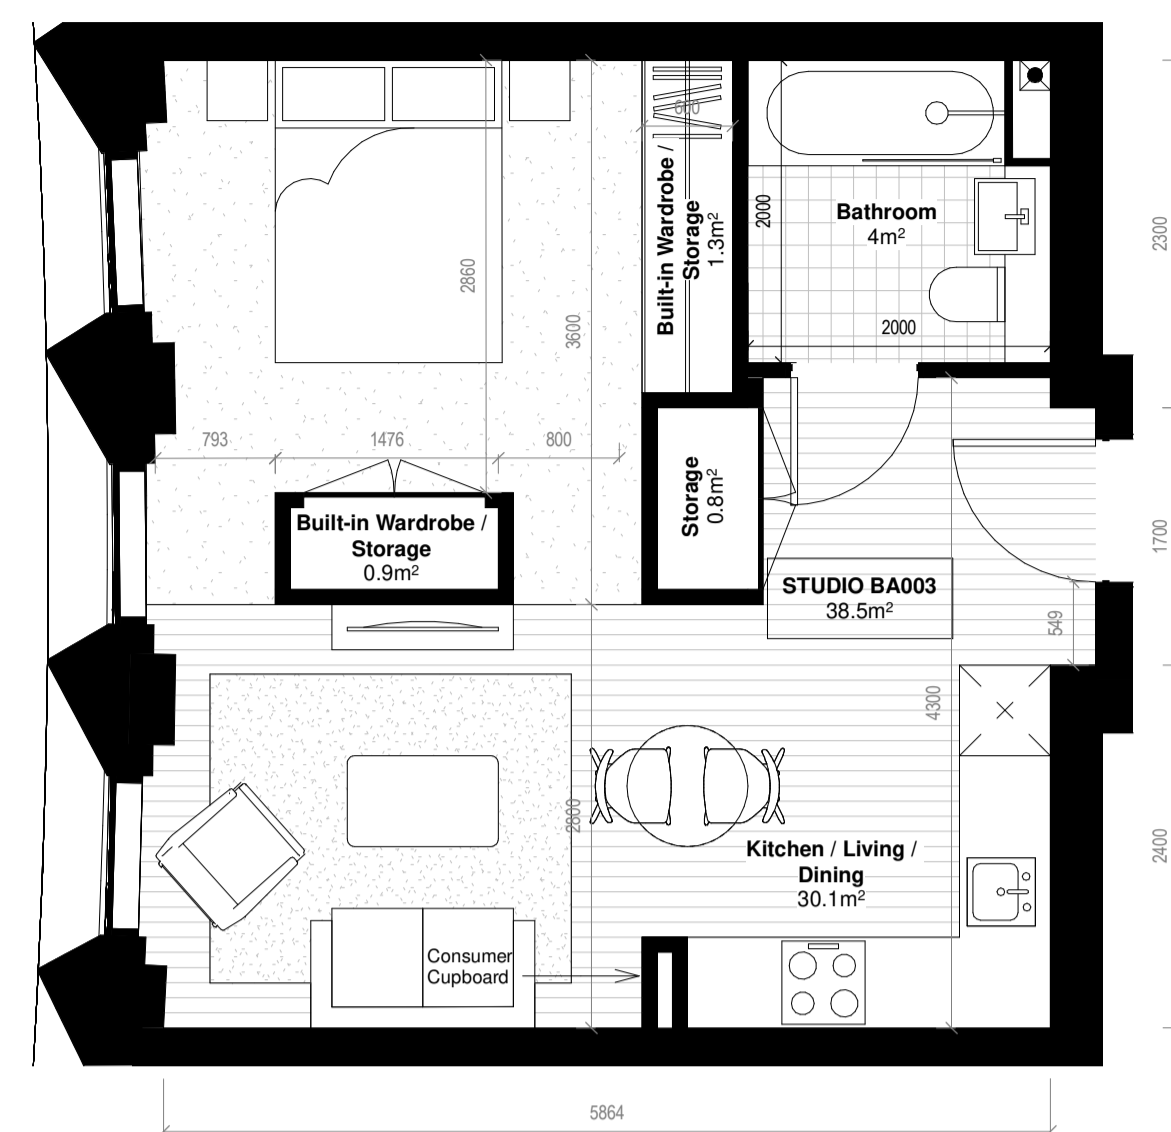 600
Built-in Wardrobe /
Storage
1.3m²
2000
Bathroom
4m²
2000
2300
2860
3600
793
1476
800
Built-in Wardrobe /
Storage
0.9m²
Storage
0.8m²
1700
STUDIO BA003
38.5m²
549
4300
2800
Kitchen / Living /
Dining
30.1m²
2400
Consumer
Cupboard
5864